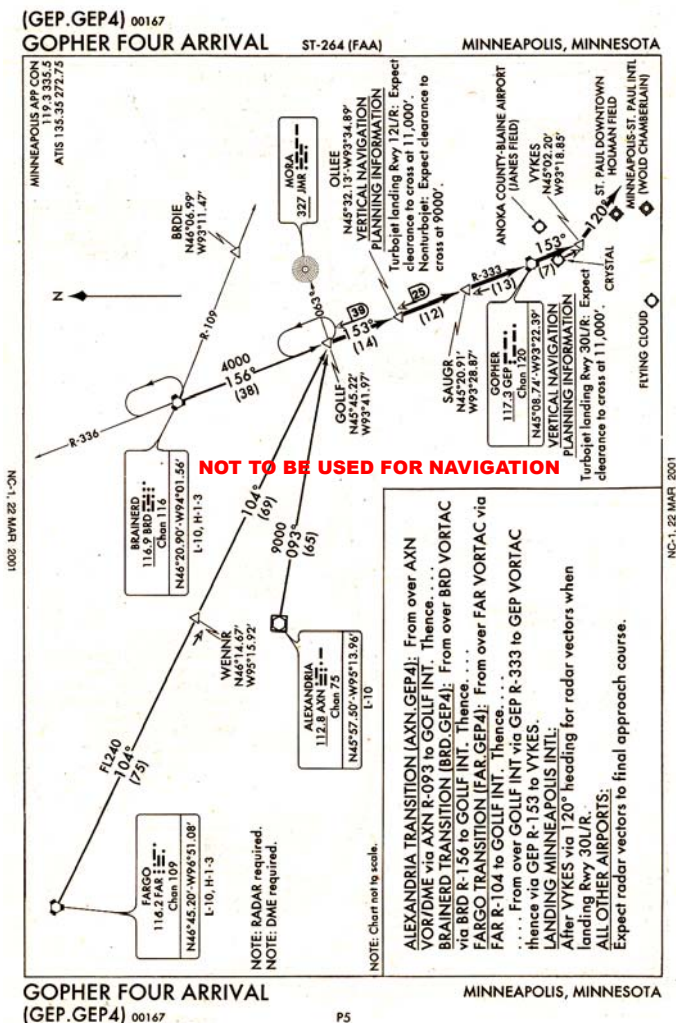 (GEP.GEP4) 00167
GOPHER FOUR ARRIVAL
ST-264 (FAA)
MINNEAPOLIS, MINNESOTA
MINNEAPOLIS APP CON
119.3 335.5
ATIS 135.35 272.75
BRDIE
N46°06.99'
W93°11.47'
MORA
327 JMR
OLLEE
N45°32.13'-W93°34.89'
VERTICAL NAVIGATION
PLANNING INFORMATION
Turbojet landing Rwy 12L/R: Expect
clearance to cross at 11,000'.
Nonturbojet: Expect clearance to
cross at 9000'.
ANOKA COUNTY-BLAINE AIRPORT
(JANES FIELD)
VYKES
N45°02.20'
W93°18.85'
ST. PAUL DOWNTOWN
HOLMAN FIELD
MINNEAPOLIS-ST. PAUL INTL
(WOLD CHAMBERLAIN)
N
R-109
063°
R-336
4000
156°
(38)
39
153°
(14)
25
(12)
R-333
(13)
153°
(7)
120°
CRYSTAL
FLYING CLOUD
GOLLF
N45°45.22'
W93°41.97'
SAUGR
N45°20.91'
W93°28.87'
GOPHER
117.3 GEP
Chan 120
N45°08.74'-W93°22.39'
VERTICAL NAVIGATION
PLANNING INFORMATION
Turbojet landing Rwy 30L/R: Expect
clearance to cross at 11,000'.
BRAINERD
116.9 BRD
Chan 116
N46°20.90'-W94°01.56'
L-10, H-1-3
NOT TO BE USED FOR NAVIGATION
104°
(69)
9000
093°
(65)
WENNR
N46°14.67'
W95°15.92'
ALEXANDRIA
112.8 AXN
Chan 75
N45°57.50'-W95°13.96'
L-10
FL240
104°
(75)
FARGO
116.2 FAR
Chan 109
N46°45.20'-W96°51.08'
L-10, H-1-3
NOTE: RADAR required.
NOTE: DME required.
NOTE: Chart not to scale.
ALEXANDRIA TRANSITION (AXN.GEP4): From over AXN
VOR/DME via AXN R-093 to GOLLF INT. Thence. . . .
BRAINERD TRANSITION (BRD.GEP4): From over BRD VORTAC
via BRD R-156 to GOLLF INT. Thence. . . .
FARGO TRANSITION (FAR.GEP4): From over FAR VORTAC via
FAR R-104 to GOLLF INT. Thence. . . .
. . . . From over GOLLF INT via GEP R-333 to GEP VORTAC
thence via GEP R-153 to VYKES.
LANDING MINNEAPOLIS INTL:
After VYKES via 120° heading for radar vectors when
landing Rwy 30L/R.
ALL OTHER AIRPORTS:
Expect radar vectors to final approach course.
NC-1, 22 MAR 2001
NC-1, 22 MAR 2001
GOPHER FOUR ARRIVAL
(GEP.GEP4) 00167
P5
MINNEAPOLIS, MINNESOTA